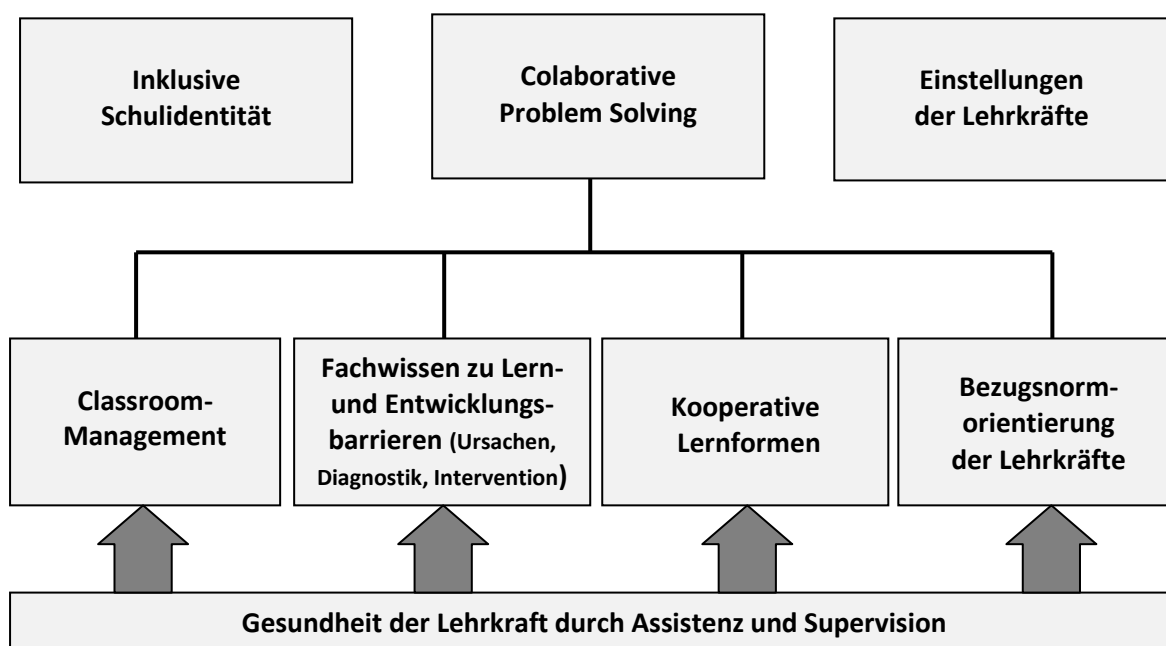 Inklusive
Schulidentität
Colaborative
Problem Solving
Einstellungen
der Lehrkräfte
Classroom-
Management
Fachwissen zu Lern-
und Entwicklungs-
barrieren (Ursachen,
Diagnostik, Intervention)
Kooperative
Lernformen
Bezugsnorm-
orientierung
der Lehrkräfte
Gesundheit der Lehrkraft durch Assistenz und Supervision